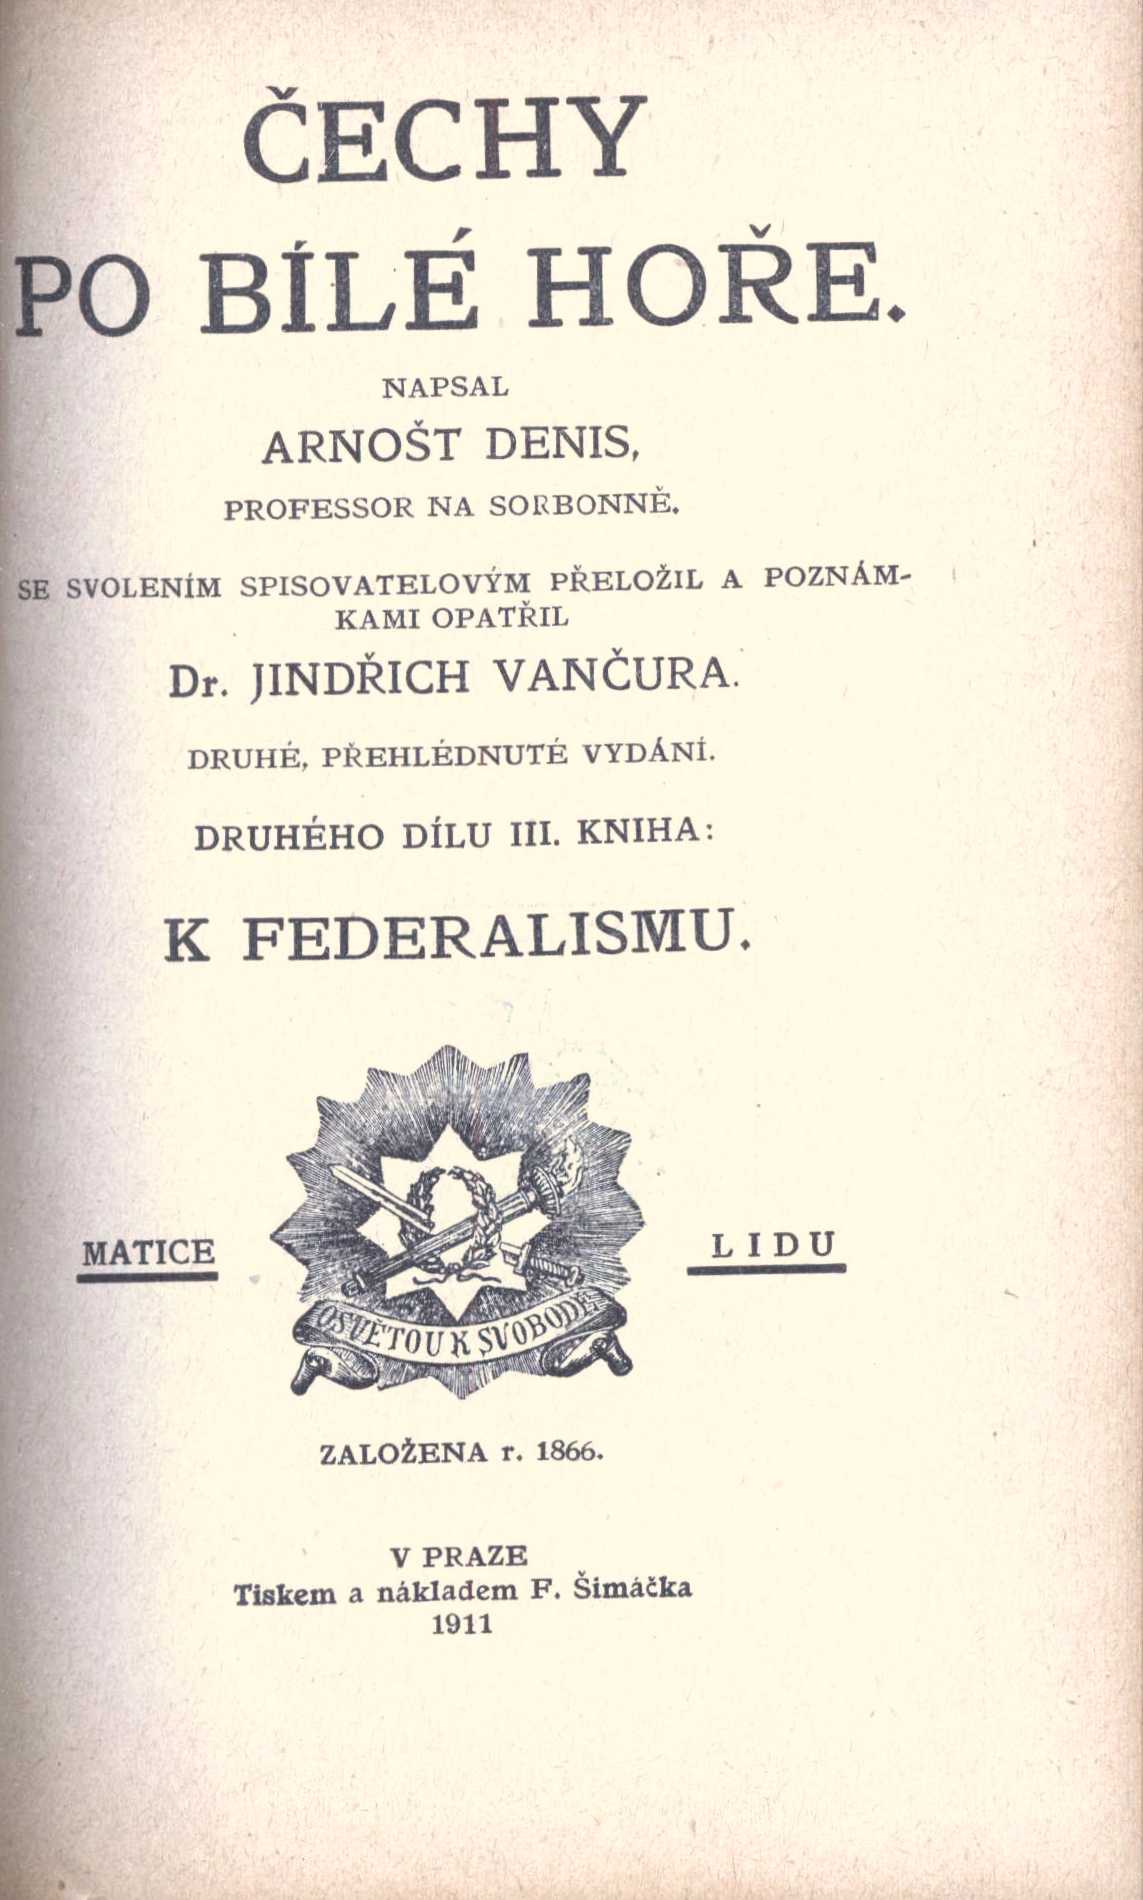 ČECHY
PO BÍLÉ HOŘE.
NAPSAL
ARNOŠT DENIS,
PROFESSOR NA SORBONNĚ.
SE SVOLENÍM SPISOVATELOVÝM PŘELOŽIL A POZNÁM-
KAMI OPATŘIL
Dr. JINDŘICH VANČURA.
DRUHÉ, PŘEHLÉDNUTÉ VYDÁNÍ.
DRUHÉHO DÍLU III. KNIHA:
K FEDERALISMU.
MATICE LIDU
OSVĚTOU K SVOBODĚ
ZALOŽENA r. 1866.
V PRAZE
Tiskem a nákladem F. Šimáčka
1911